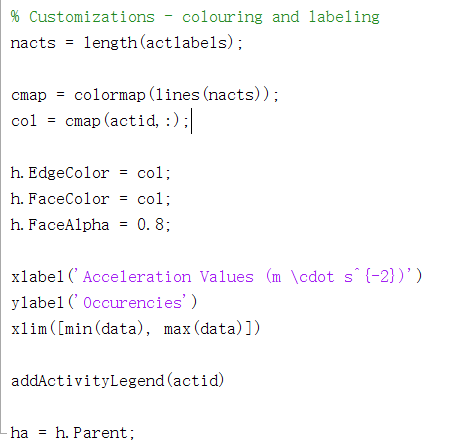 % Customizations - colouring and labeling
nacts = length(actlabels);
cmap = colormap(lines(nacts));
col = cmap(actid,:);
h.EdgeColor = col;
h.FaceColor = col;
h.FaceAlpha = 0.8;
xlabel('Acceleration Values (m \cdot s^{-2})')
ylabel('Occurencies')
xlim([min(data), max(data)])
addActivityLegend(actid)
ha = h.Parent;